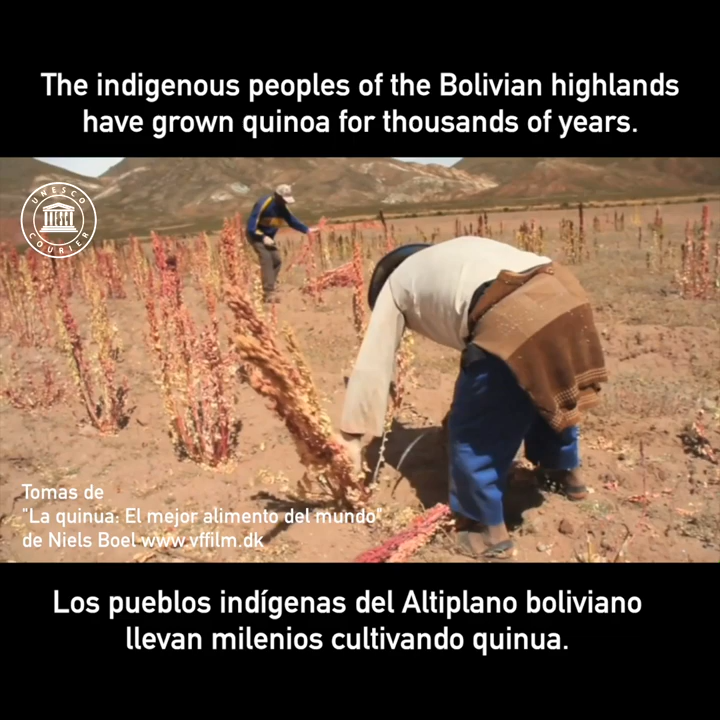 The indigenous peoples of the Bolivian highlands
have grown quinoa for thousands of years.
UNESCO
COURIER
Tomas de
"La quinua: El mejor alimento del mundo"
de Niels Boel www.vffilm.dk
Los pueblos indígenas del Altiplano boliviano
llevan milenios cultivando quinua.